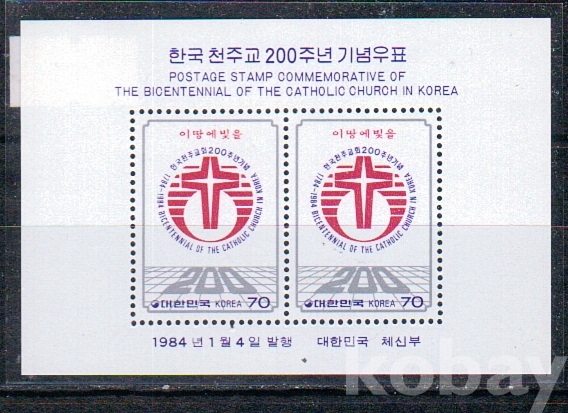 한국 천주교 200주년 기념우표
POSTAGE STAMP COMMEMORATIVE OF
THE BICENTENNIAL OF THE CATHOLIC CHURCH IN KOREA
이땅에빛을
한국천주교회200주년기념
1784-1984 BICENTENNIAL OF THE CATHOLIC CHURCH IN KOREA
200
대한민국 KOREA 70
이땅에빛을
한국천주교회200주년기념
1784-1984 BICENTENNIAL OF THE CATHOLIC CHURCH IN KOREA
200
대한민국 KOREA 70
1984년 1월 4일 발행 대한민국 체신부
kobay